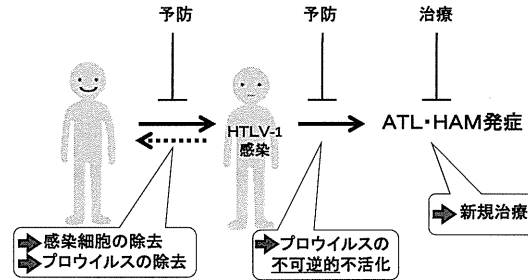 予防
予防
治療
HTLV-1
感染
ATL・HAM発症
感染細胞の除去
プロウイルスの除去
プロウイルスの
不可逆的不活化
新規治療